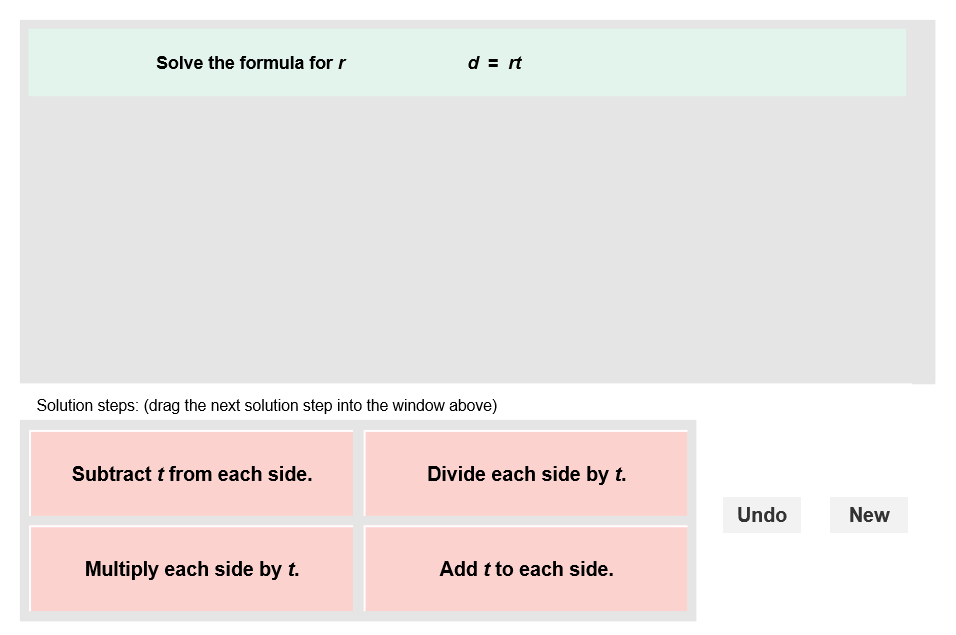 Solve the formula for r d = rt
Solution steps: (drag the next solution step into the window above)
Subtract t from each side. Divide each side by t.
Undo New
Multiply each side by t. Add t to each side.